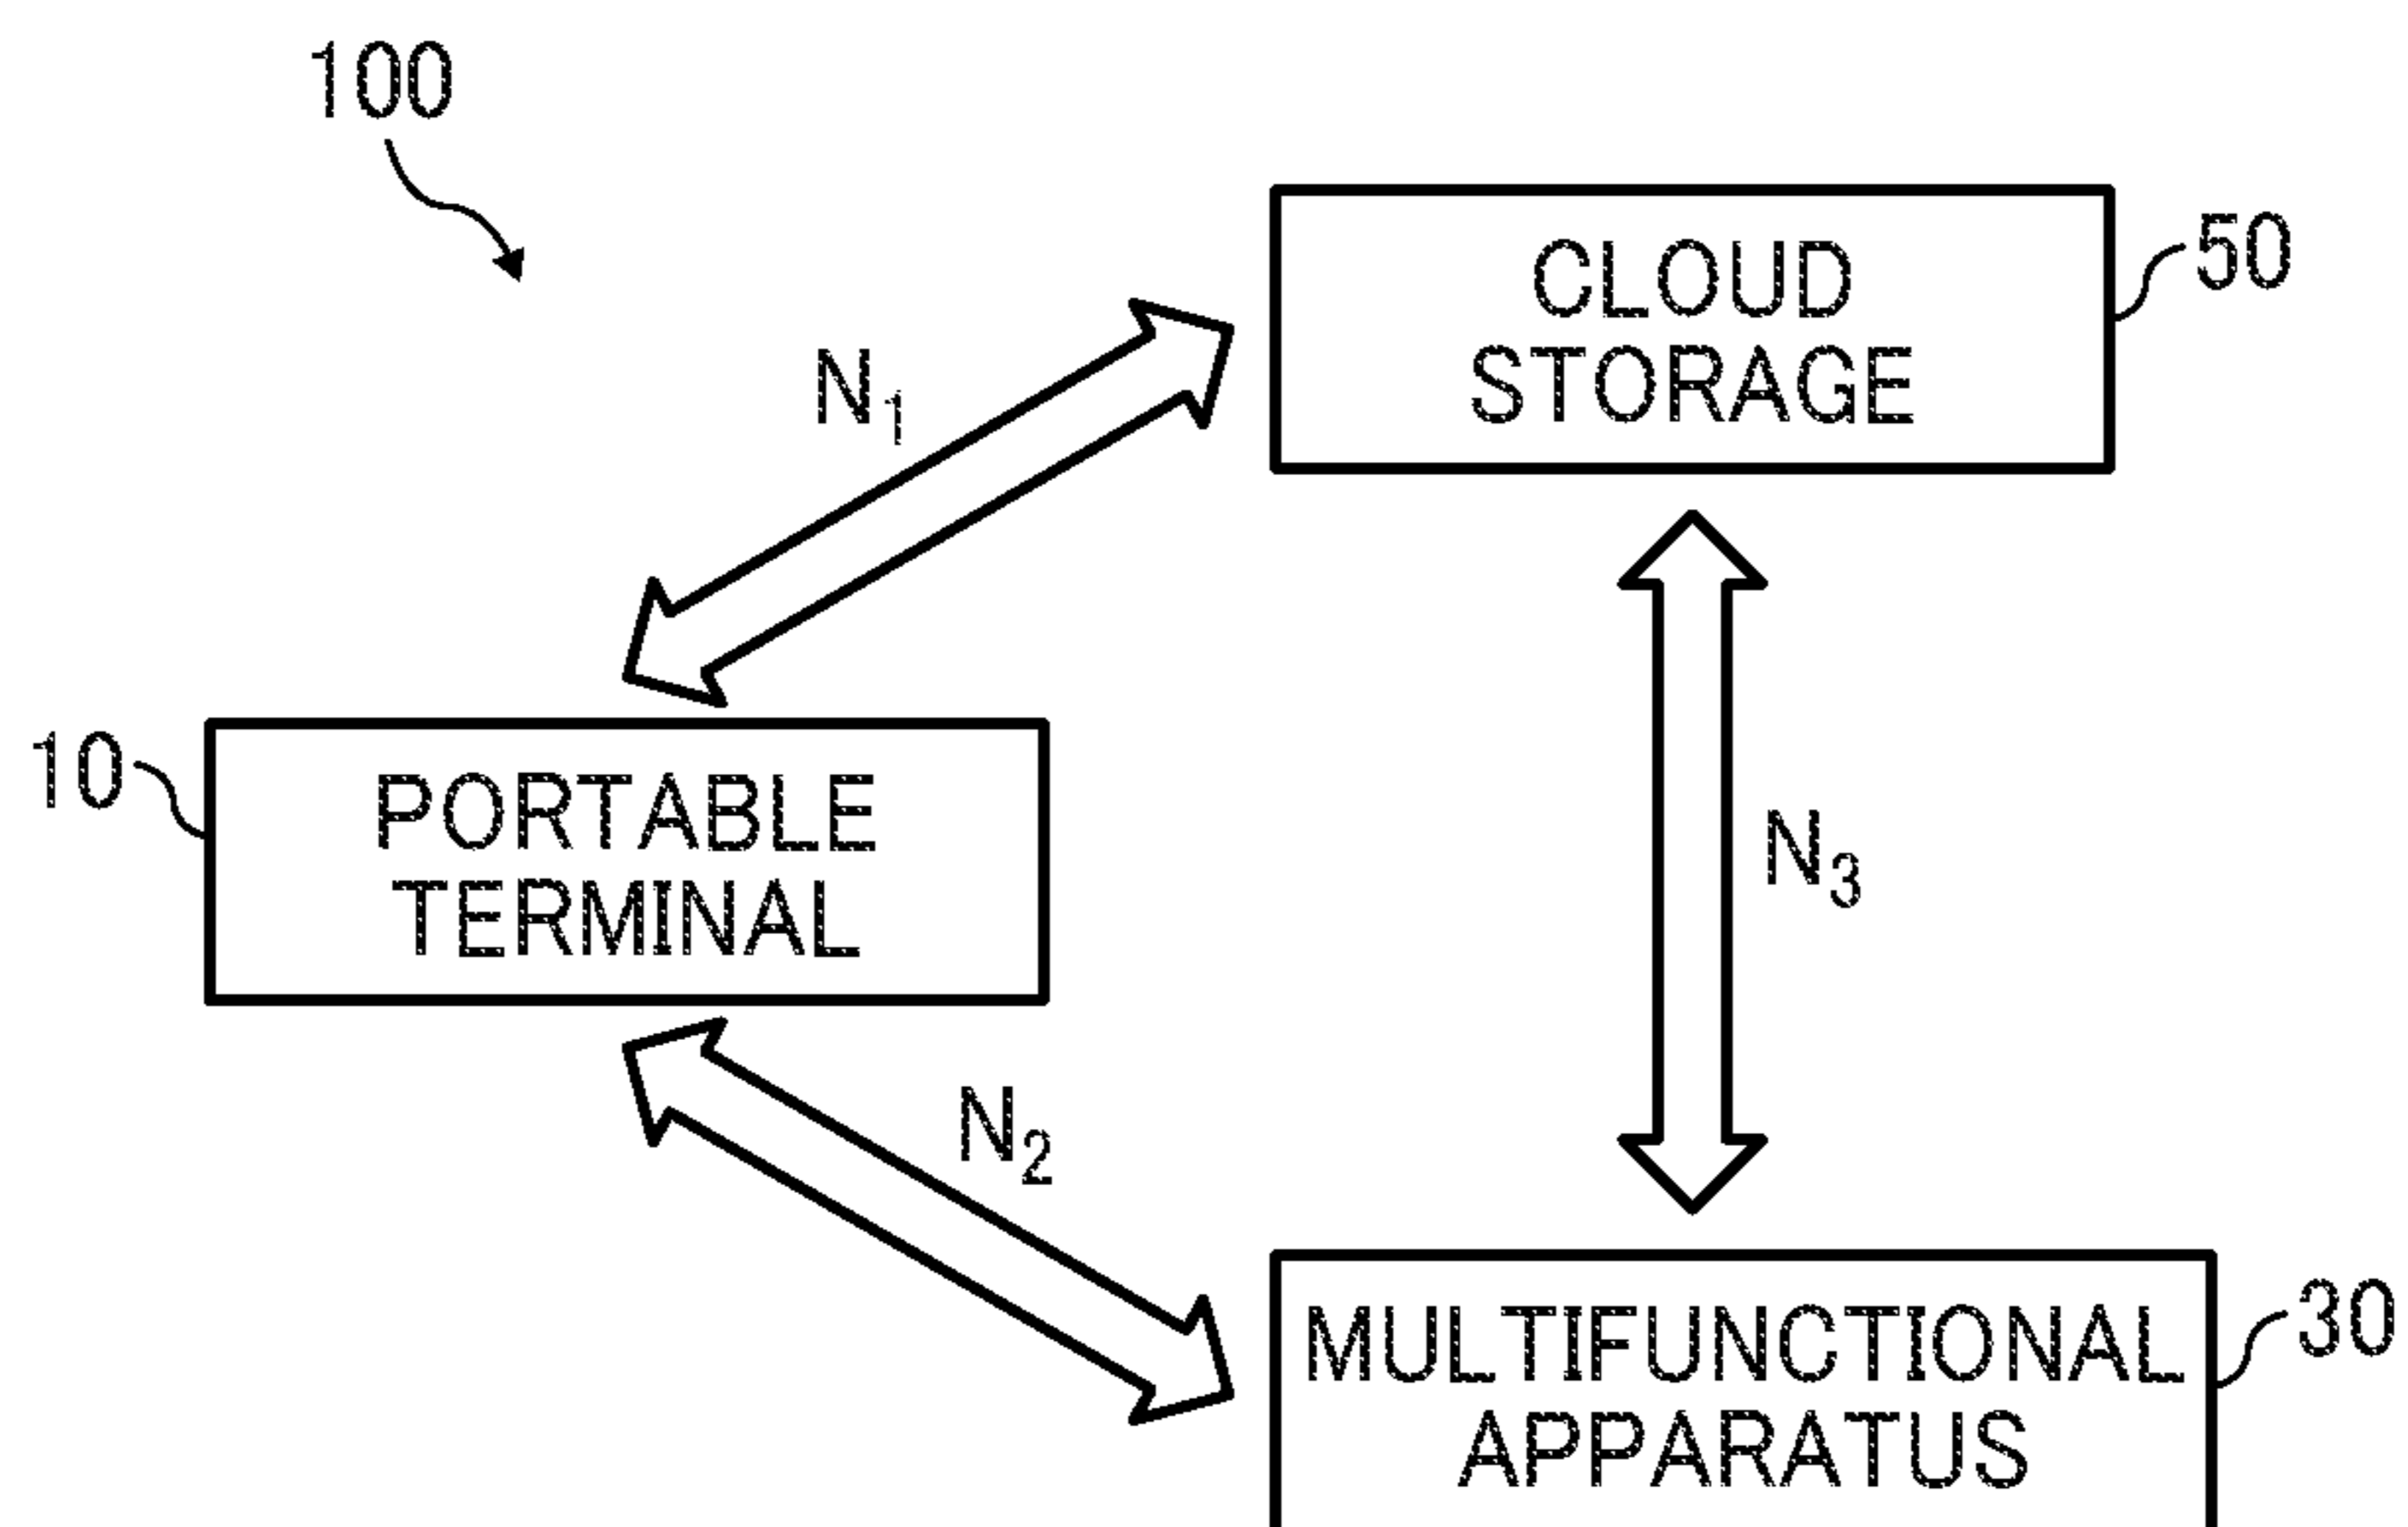 100
CLOUD
STORAGE
50
N1
10
PORTABLE
TERMINAL
N3
N2
MULTIFUNCTIONAL
APPARATUS
30